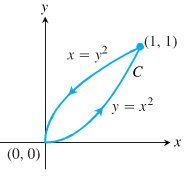 y
(1, 1)
x = y²
C
y = x²
x
(0, 0)